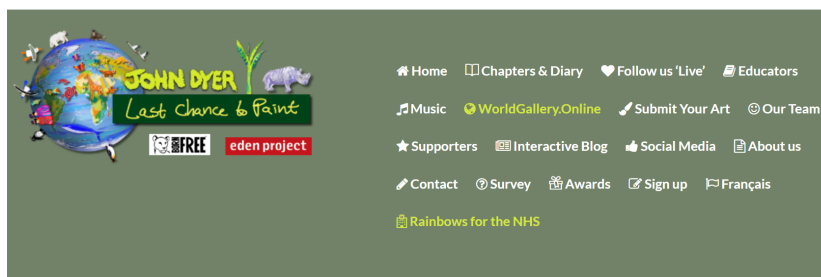 JOHN DYER
Last Chance to Paint
BORN FREE
eden project
Home Chapters & Diary Follow us ‘Live’ Educators
Music WorldGallery.Online Submit Your Art Our Team
Supporters Interactive Blog Social Media About us
Contact Survey Awards Sign up Français
Rainbows for the NHS